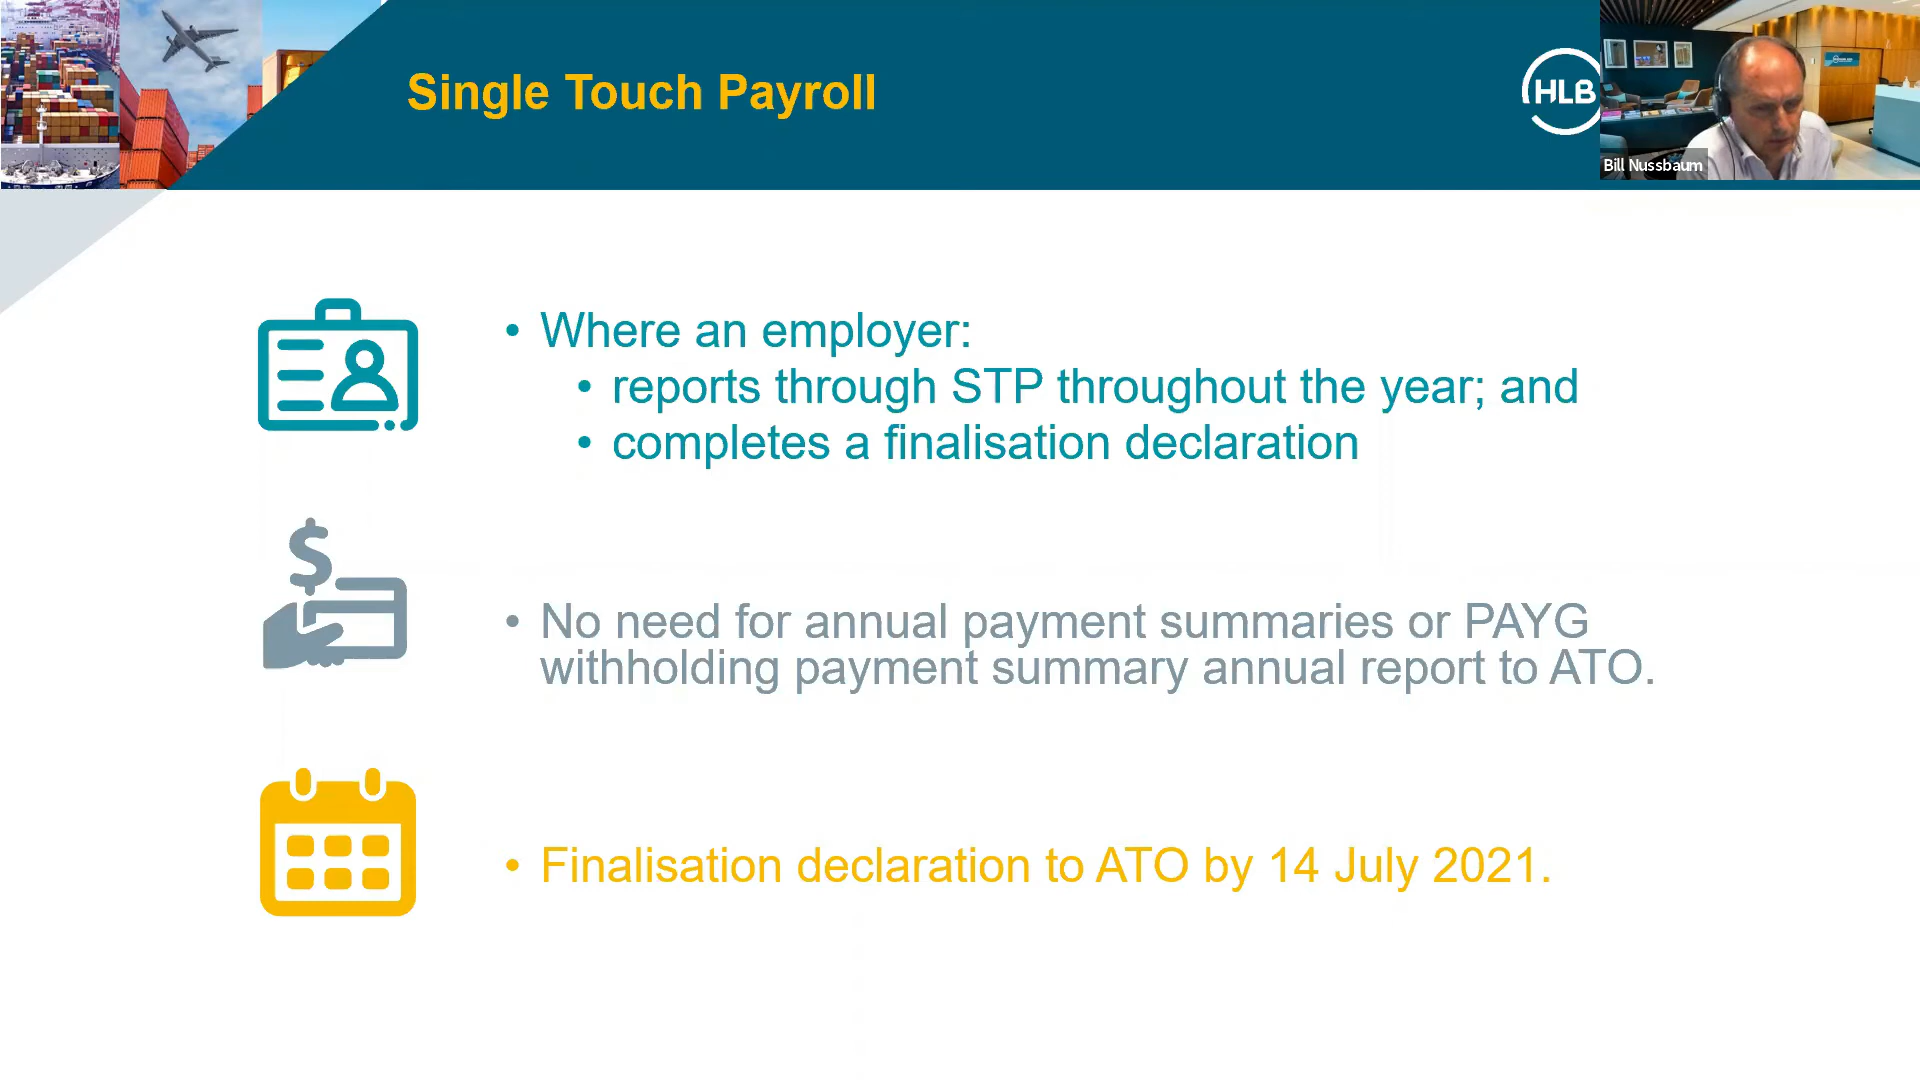 Single Touch Payroll
HLB
Bill Nussbaum
• Where an employer:
• reports through STP throughout the year; and
• completes a finalisation declaration
$
• No need for annual payment summaries or PAYG
withholding payment summary annual report to ATO.
• Finalisation declaration to ATO by 14 July 2021.